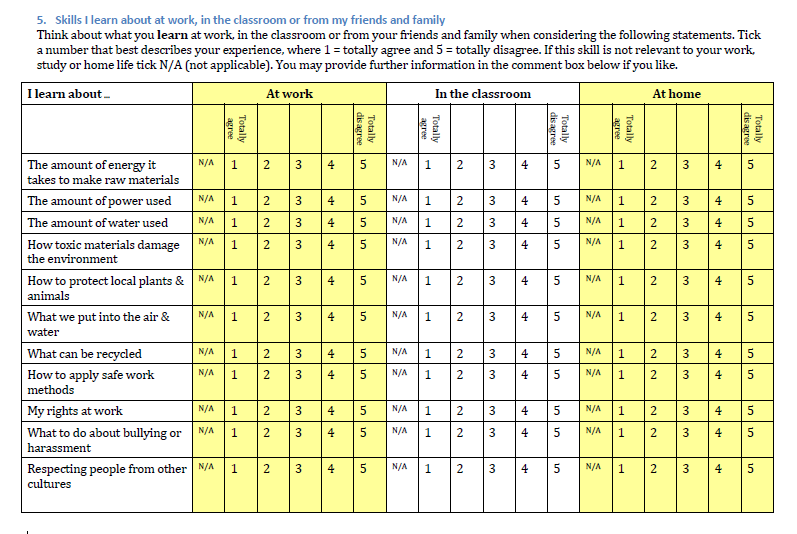 5. Skills I learn about at work, in the classroom or from my friends and family
Think about what you learn at work, in the classroom or from your friends and family when considering the following statements. Tick
a number that best describes your experience, where 1 = totally agree and 5 = totally disagree. If this skill is not relevant to your work,
study or home life tick N/A (not applicable). You may provide further information in the comment box below if you like.
I learn about... At work In the classroom At home
Totally agree Totally disagree Totally agree Totally disagree Totally agree Totally disagree
The amount of energy it N/A 1 2 3 4 5 N/A 1 2 3 4 5 N/A 1 2 3 4 5
takes to make raw materials
The amount of power used N/A 1 2 3 4 5 N/A 1 2 3 4 5 N/A 1 2 3 4 5
The amount of water used N/A 1 2 3 4 5 N/A 1 2 3 4 5 N/A 1 2 3 4 5
How toxic materials damage N/A 1 2 3 4 5 N/A 1 2 3 4 5 N/A 1 2 3 4 5
the environment
How to protect local plants & N/A 1 2 3 4 5 N/A 1 2 3 4 5 N/A 1 2 3 4 5
animals
What we put into the air & N/A 1 2 3 4 5 N/A 1 2 3 4 5 N/A 1 2 3 4 5
water
What can be recycled N/A 1 2 3 4 5 N/A 1 2 3 4 5 N/A 1 2 3 4 5
How to apply safe work N/A 1 2 3 4 5 N/A 1 2 3 4 5 N/A 1 2 3 4 5
methods
My rights at work N/A 1 2 3 4 5 N/A 1 2 3 4 5 N/A 1 2 3 4 5
What to do about bullying or N/A 1 2 3 4 5 N/A 1 2 3 4 5 N/A 1 2 3 4 5
harassment
Respecting people from other N/A 1 2 3 4 5 N/A 1 2 3 4 5 N/A 1 2 3 4 5
cultures